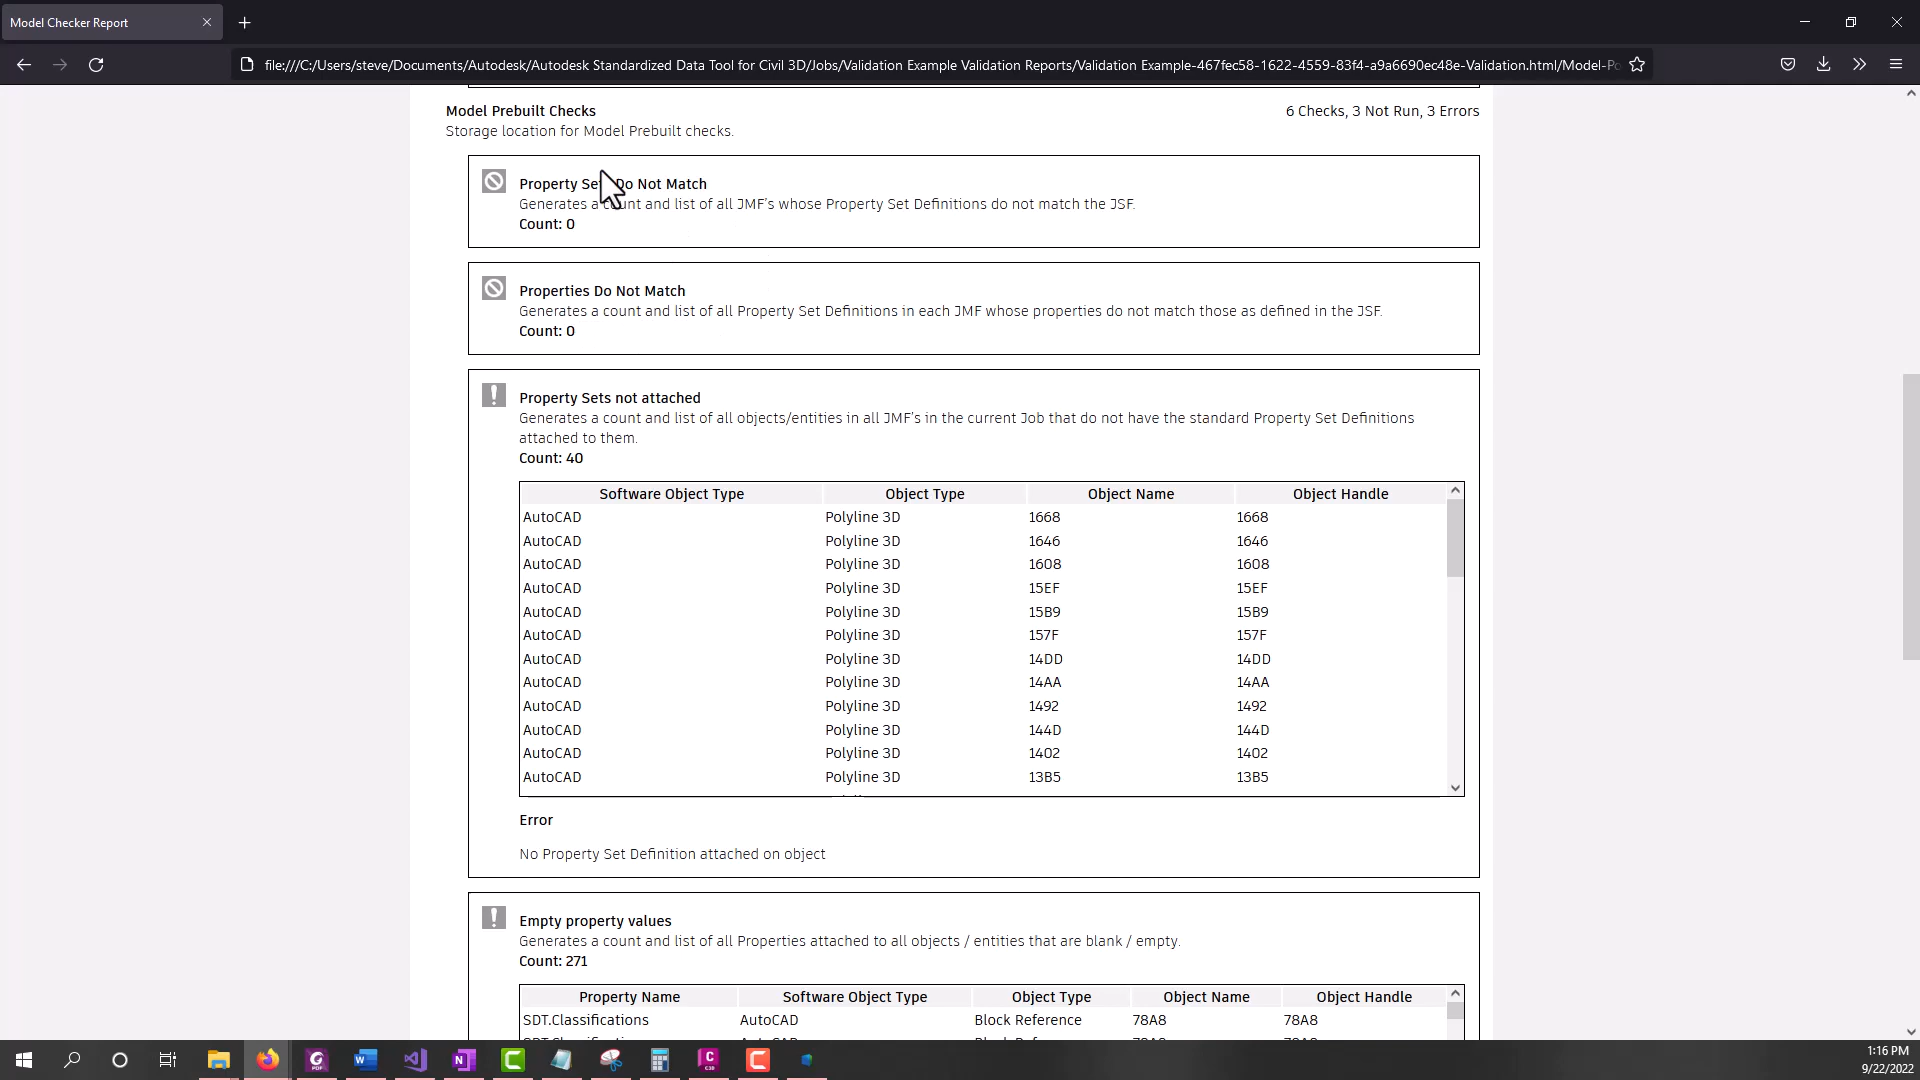 Model Checker Report
file:///C:/Users/steve/Documents/Autodesk/Autodesk Standardized Data Tool for Civil 3D/Jobs/Validation Example Validation Reports/Validation Example-467fec58-1622-4559-83f4-a9a6690ec48e-Validation.html/Model-Po
Model Prebuilt Checks 6 Checks, 3 Not Run, 3 Errors
Storage location for Model Prebuilt checks.
Property Set Do Not Match
Generates a count and list of all JMF's whose Property Set Definitions do not match the JSF.
Count: 0
Properties Do Not Match
Generates a count and list of all Property Set Definitions in each JMF whose properties do not match those as defined in the JSF.
Count: 0
Property Sets not attached
Generates a count and list of all objects/entities in all JMF's in the current Job that do not have the standard Property Set Definitions
attached to them.
Count: 40
Software Object Type Object Type Object Name Object Handle
AutoCAD Polyline 3D 1668 1668
AutoCAD Polyline 3D 1646 1646
AutoCAD Polyline 3D 1608 1608
AutoCAD Polyline 3D 15EF 15EF
AutoCAD Polyline 3D 15B9 15B9
AutoCAD Polyline 3D 157F 157F
AutoCAD Polyline 3D 14DD 14DD
AutoCAD Polyline 3D 14AA 14AA
AutoCAD Polyline 3D 1492 1492
AutoCAD Polyline 3D 144D 144D
AutoCAD Polyline 3D 1402 1402
AutoCAD Polyline 3D 13B5 13B5
Error
No Property Set Definition attached on object
Empty property values
Generates a count and list of all Properties attached to all objects / entities that are blank / empty.
Count: 271
Property Name Software Object Type Object Type Object Name Object Handle
SDT.Classifications AutoCAD Block Reference 78A8 78A8
1:16 PM
9/22/2022